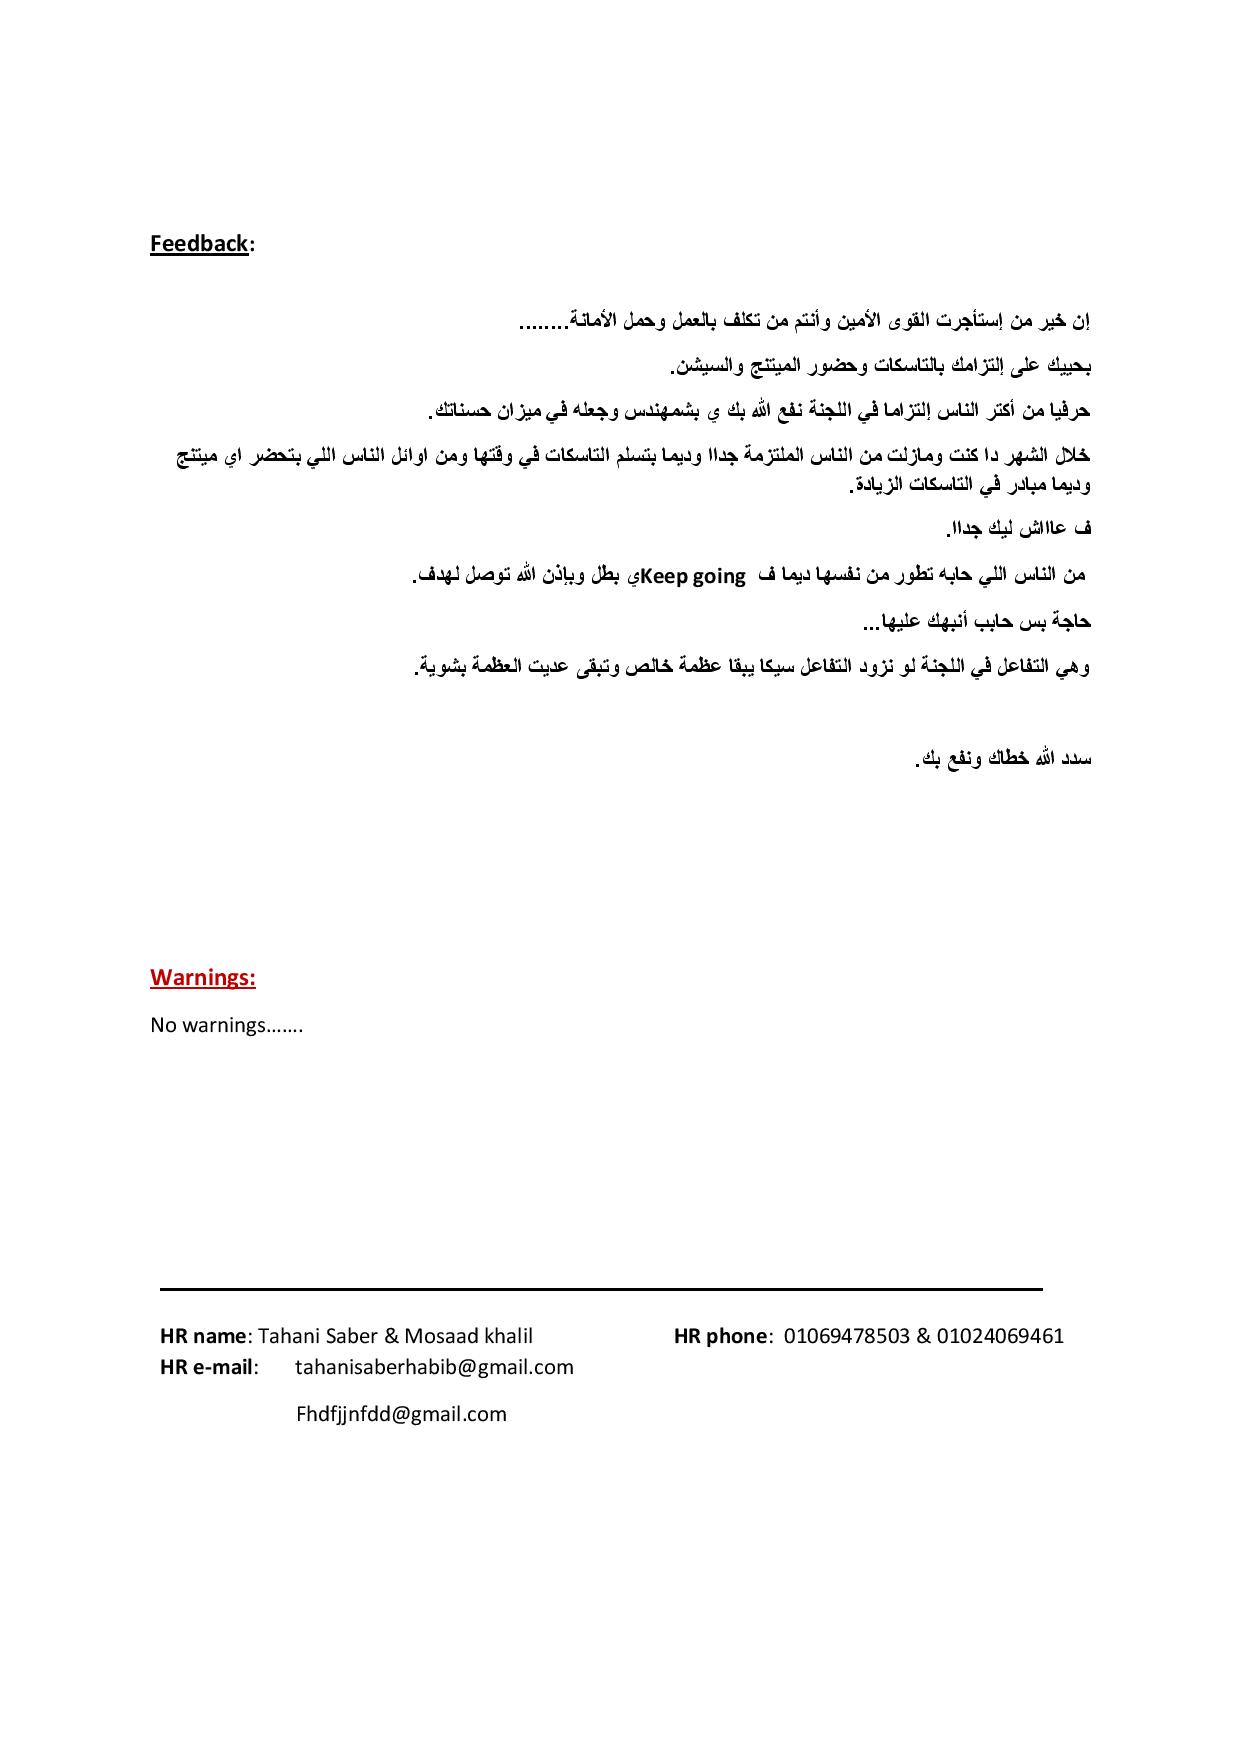 Feedback:
إن خير من إستأجرت القوى الأمين وأنتم من تكلف بالعمل وحمل الأمانة........
بحييك على إلتزامك بالتاسكات وحضور الميتنج والسيشن.
حرفيا من أكتر الناس إلتزاما في اللجنة نفع الله بك ي بشمهندس وجعله في ميزان حسناتك.
خلال الشهر دا كنت ومازلت من الناس الملتزمة جداا وديما بتسلم التاسكات في وقتها ومن اوائل الناس اللي بتحضر اي ميتنج
وديما مبادر في التاسكات الزيادة.
ف عاااش ليك جداا.
من الناس اللي حابه تطور من نفسها ديما ف Keep going ي بطل وبإذن الله توصل لهدف.
حاجة بس حابب أنبهك عليها...
وهي التفاعل في اللجنة لو نزود التفاعل سيكا يبقا عظمة خالص وتبقى عديت العظمة بشوية.
سدد الله خطاك ونفع بك.
Warnings:
No warnings.......
HR name: Tahani Saber & Mosaad khalil HR phone: 01069478503 & 01024069461
HR e-mail: tahanisaberhabib@gmail.com
Fhdfjjnfdd@gmail.com